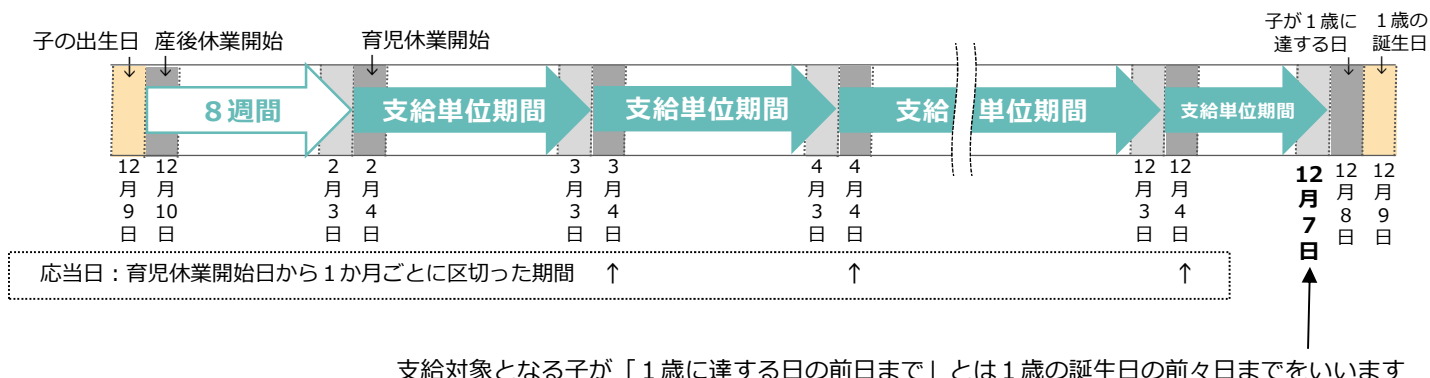 子が１歳に
達する日
１歳の
誕生日
子の出生日
産後休業開始
育児休業開始
８週間
支給単位期間
支給単位期間
支給 単位期間
支給単位期間
12月9日
12月10日
2月3日
2月4日
3月3日
3月4日
4月3日
4月4日
12月3日
12月4日
12月7日
12月8日
12月9日
応当日：育児休業開始日から１か月ごとに区切った期間 ↑ ↑ ↑
支給対象となる子が「１歳に達する日の前日まで」とは１歳の誕生日の前々日までをいいます